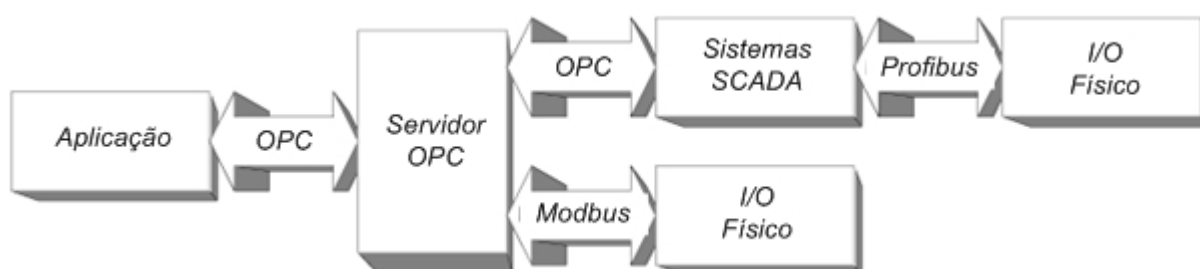 Aplicação
OPC
Servidor
OPC
OPC
Sistemas
SCADA
Profibus
I/O
Físico
Modbus
I/O
Físico